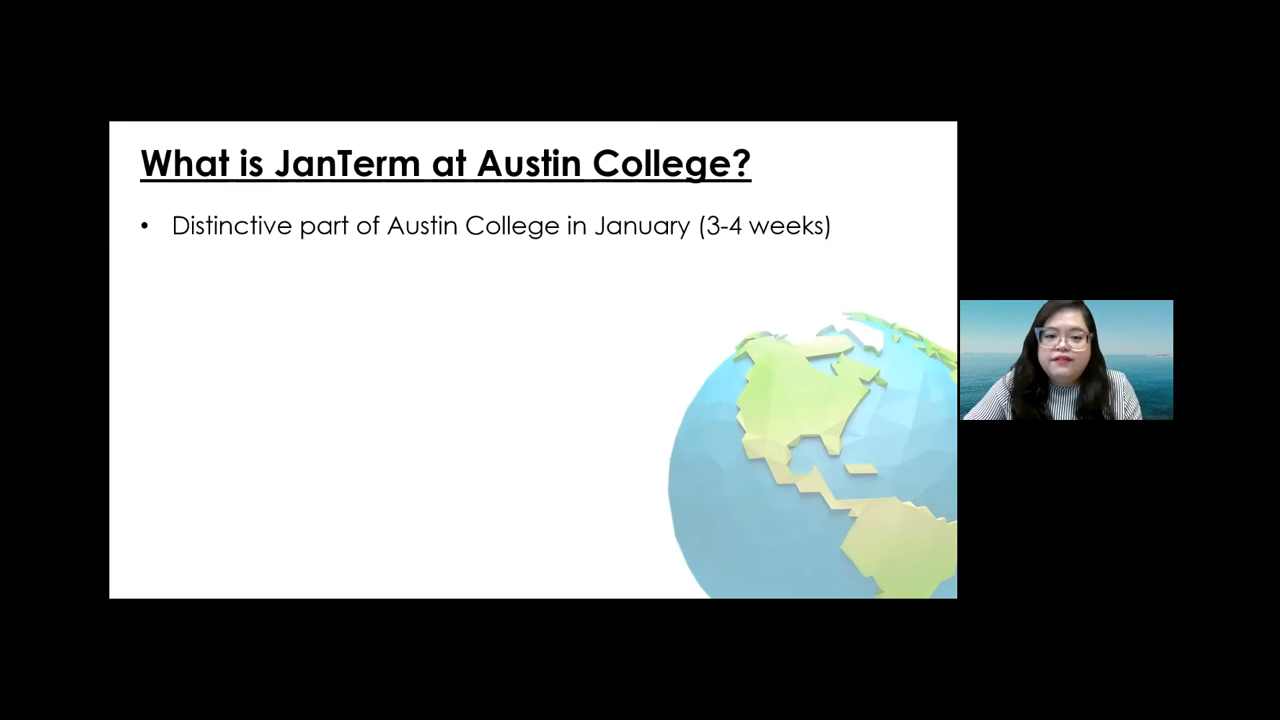 What is JanTerm at Austin College?
• Distinctive part of Austin College in January (3-4 weeks)